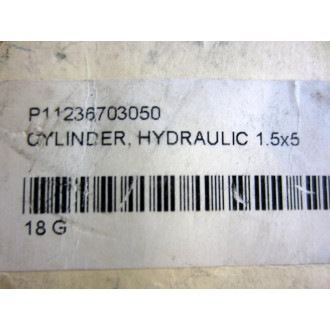 P11236703050
CYLINDER, HYDRAULIC 1.5x5
18 G